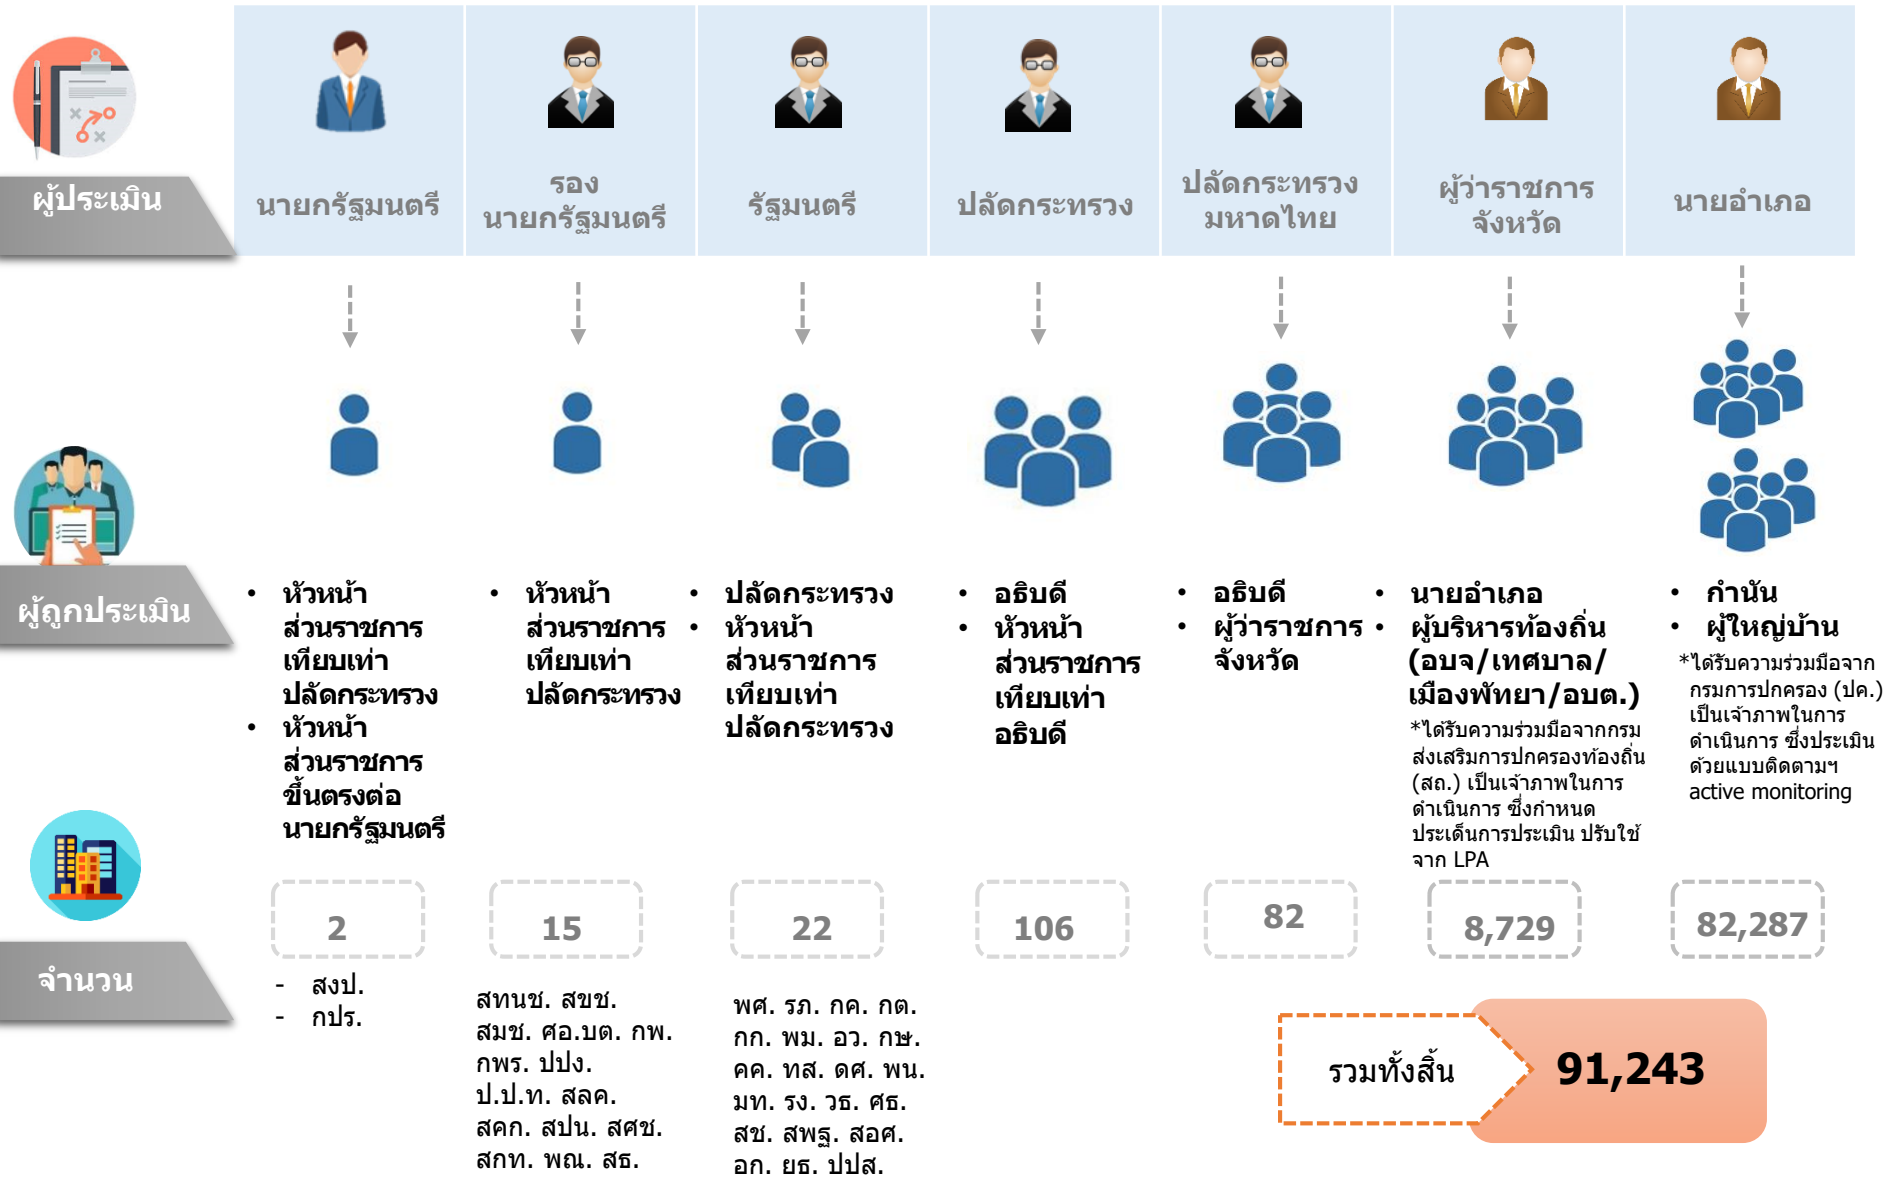 ผู้ประเมิน
นายกรัฐมนตรี
รอง
นายกรัฐมนตรี
รัฐมนตรี
ปลัดกระทรวง
ปลัดกระทรวง
มหาดไทย
ผู้ว่าราชการ
จังหวัด
นายอำเภอ
ผู้ถูกประเมิน
• หัวหน้า
ส่วนราชการ
เทียบเท่า
ปลัดกระทรวง
• หัวหน้า
ส่วนราชการ
ขึ้นตรงต่อ
นายกรัฐมนตรี
• หัวหน้า
ส่วนราชการ
เทียบเท่า
ปลัดกระทรวง
• ปลัดกระทรวง
• หัวหน้า
ส่วนราชการ
เทียบเท่า
ปลัดกระทรวง
• อธิบดี
• หัวหน้า
ส่วนราชการ
เทียบเท่า
อธิบดี
• อธิบดี
• ผู้ว่าราชการ
จังหวัด
• นายอำเภอ
• ผู้บริหารท้องถิ่น
(อบจ/เทศบาล/
เมืองพัทยา/อบต.)
*ได้รับความร่วมมือจากกรม
ส่งเสริมการปกครองท้องถิ่น
(สถ.) เป็นเจ้าภาพในการ
ดำเนินการ ซึ่งกำหนด
ประเด็นการประเมิน ปรับใช้
จาก LPA
• กำนัน
• ผู้ใหญ่บ้าน
*ได้รับความร่วมมือจาก
กรมการปกครอง (ปค.)
เป็นเจ้าภาพในการ
ดำเนินการ ซึ่งประเมิน
ด้วยแบบติดตามฯ
active monitoring
จำนวน
2
15
22
106
82
8,729
82,287
- สงป.
- กปร.
สทนช. สขช.
สมช. ศอ.บต. กพ.
กพร. ปปง.
ป.ป.ท. สลค.
สคก. สปน. สศช.
สกท. พณ. สธ.
พศ. รภ. กค. กต.
กก. พม. อว. กษ.
คค. ทส. ดศ. พน.
มท. รง. วธ. ศธ.
สช. สพฐ. สอศ.
อก. ยธ. ปปส.
รวมทั้งสิ้น
91,243